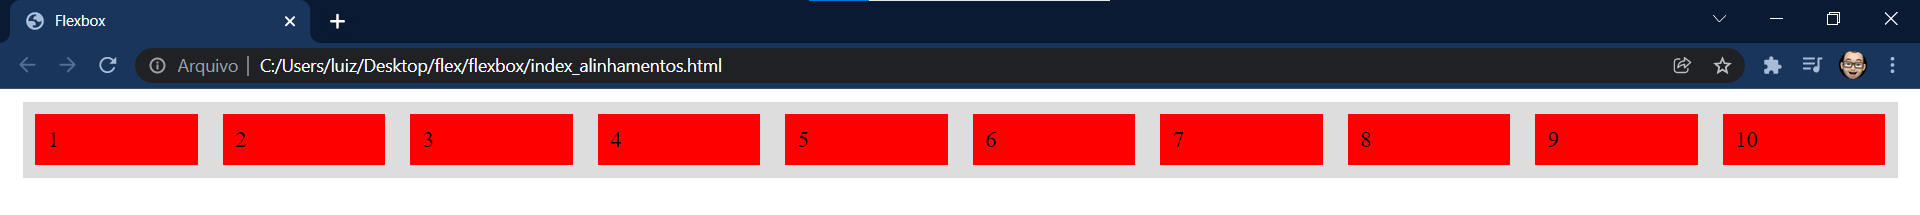 Flexbox
Arquivo | C:/Users/luiz/Desktop/flex/flexbox/index_alinhamentos.html
1 2 3 4 5 6 7 8 9 10